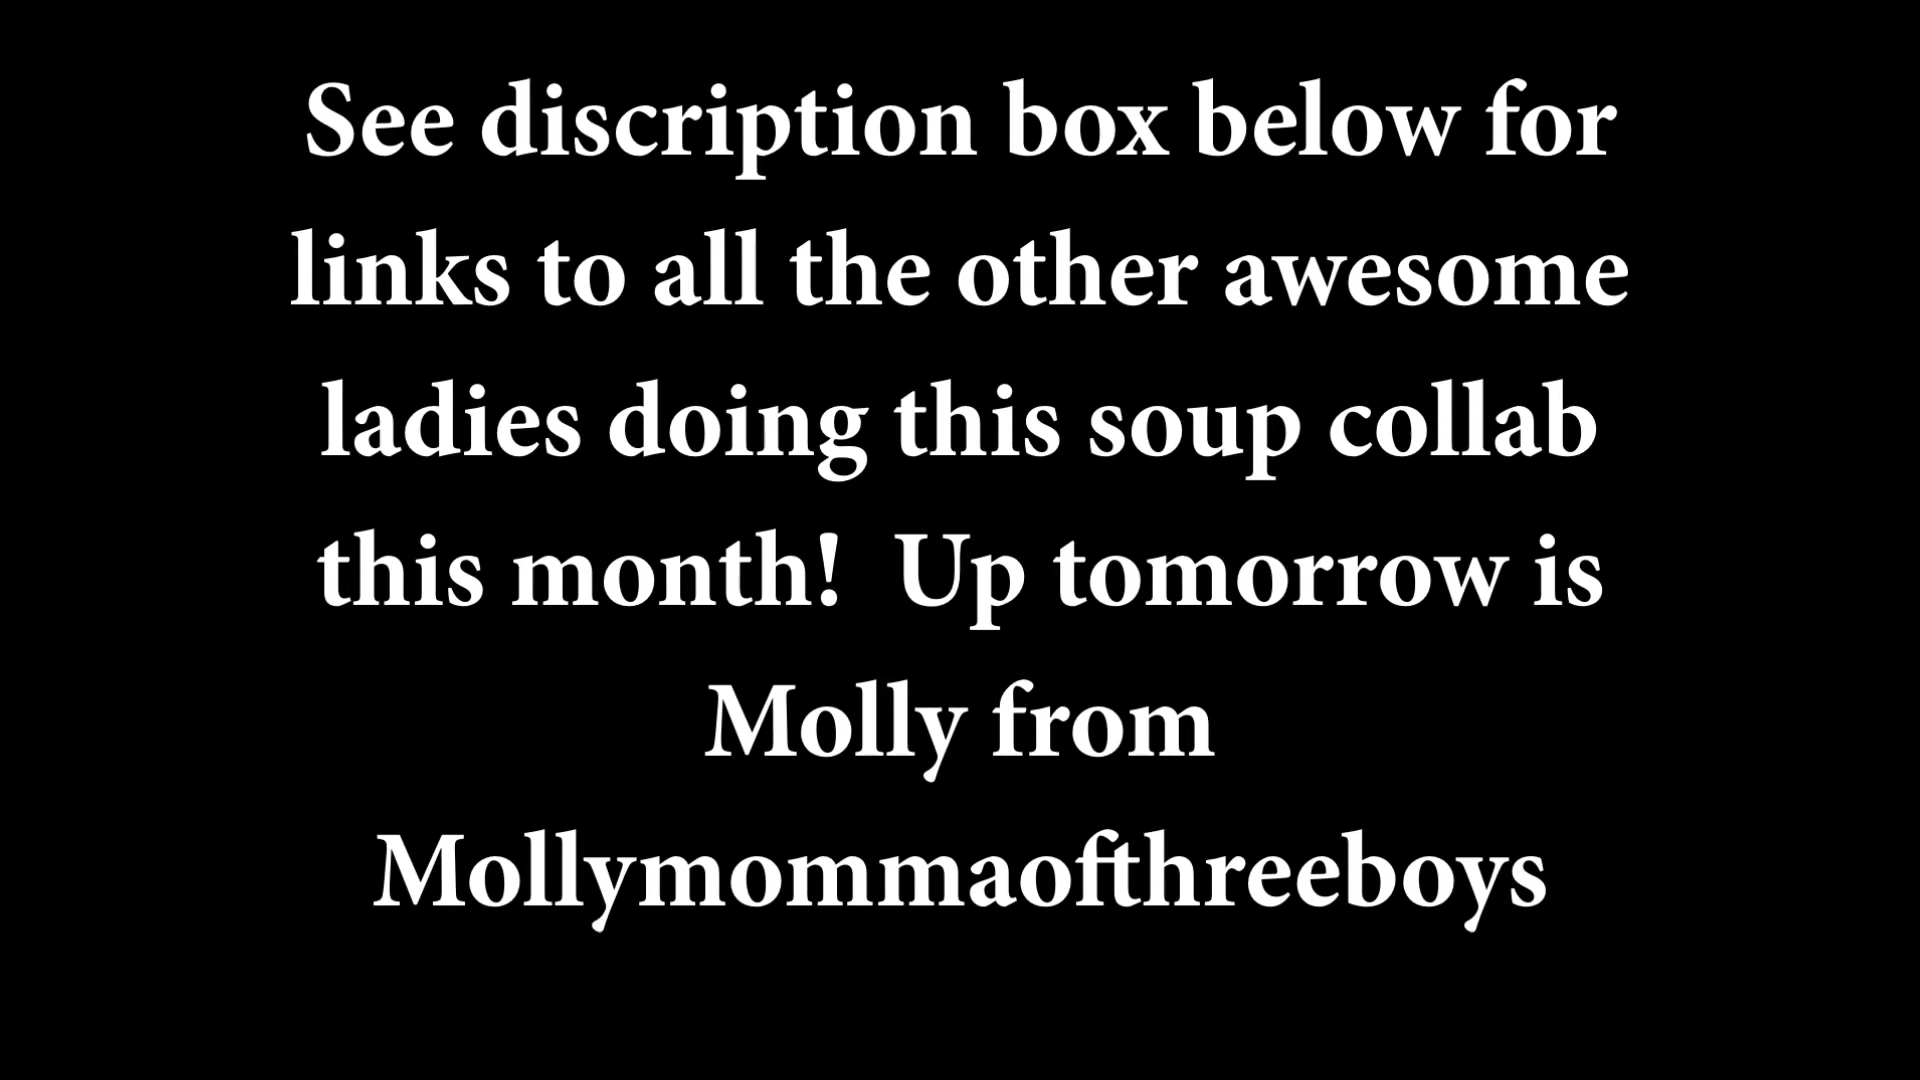 See discription box below for
links to all the other awesome
ladies doing this soup collab
this month!  Up tomorrow is
Molly from
Mollymommaofthreeboys